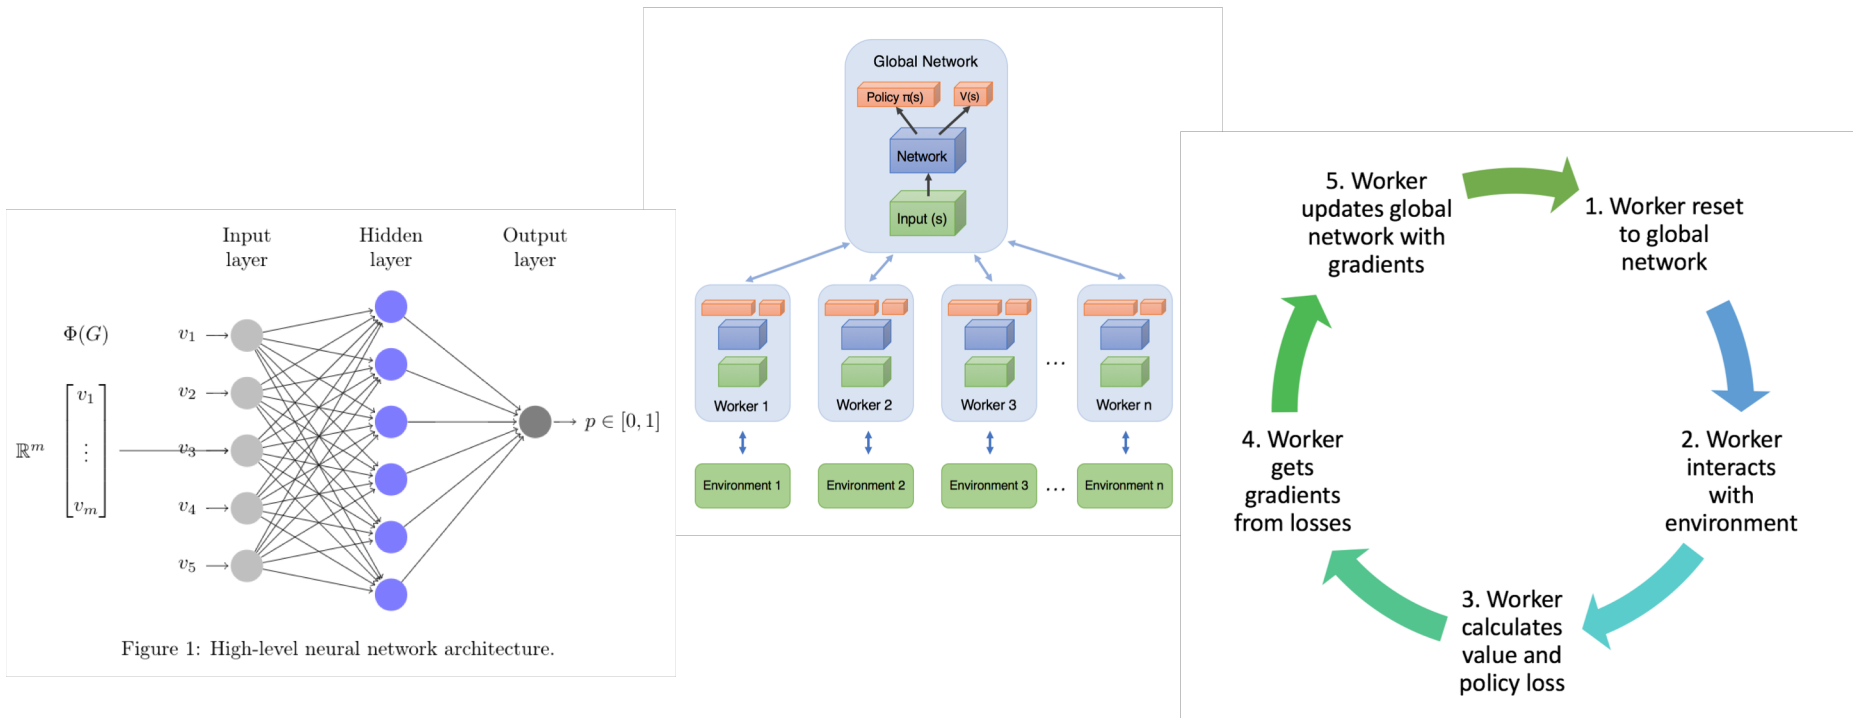 Input
layer
Hidden
layer
Output
layer
Φ(G)
ℝᵐ
v₁
⋮
vₘ
v₁
v₂
v₃
v₄
v₅
p ∈ [0, 1]
Figure 1: High-level neural network architecture.
Global Network
Policy π(s)
V(s)
Network
Input (s)
Worker 1
Worker 2
Worker 3
...
Worker n
Environment 1
Environment 2
Environment 3
...
Environment n
1. Worker reset
to global
network
2. Worker
interacts
with
environment
3. Worker
calculates
value and
policy loss
4. Worker
gets
gradients
from losses
5. Worker
updates global
network with
gradients